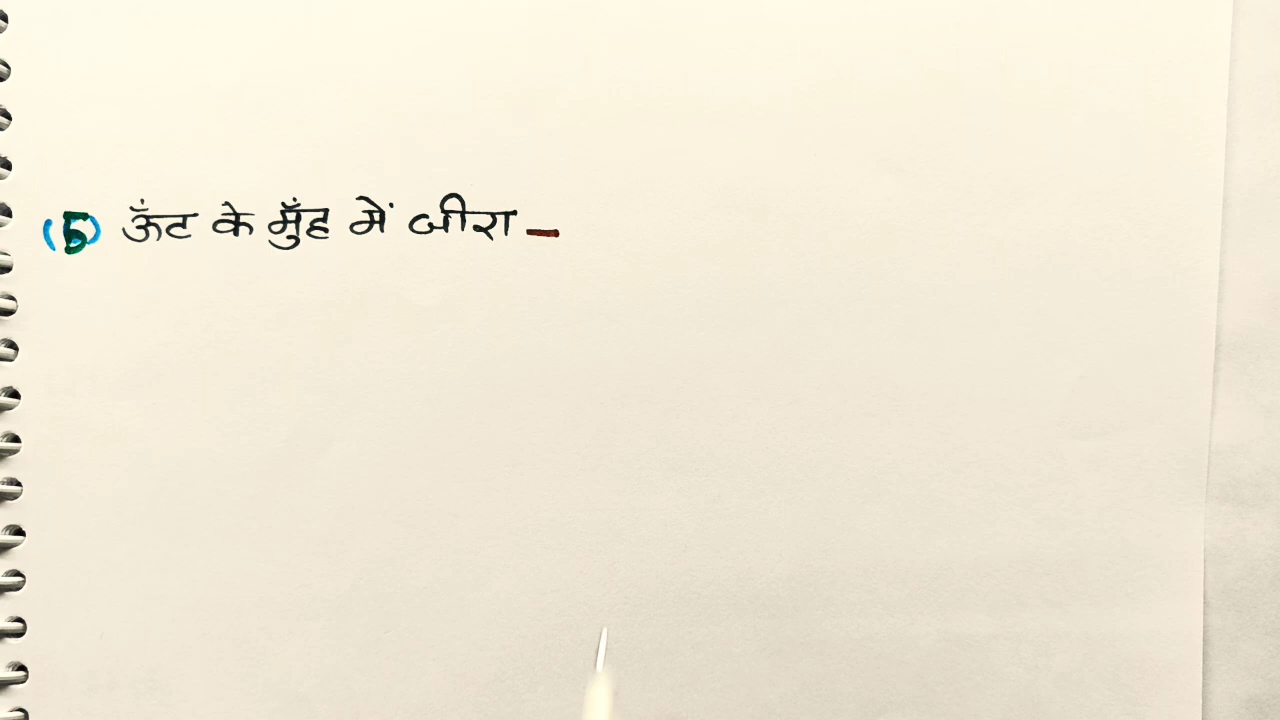 (5) ऊँट के मुँह में जीरा –